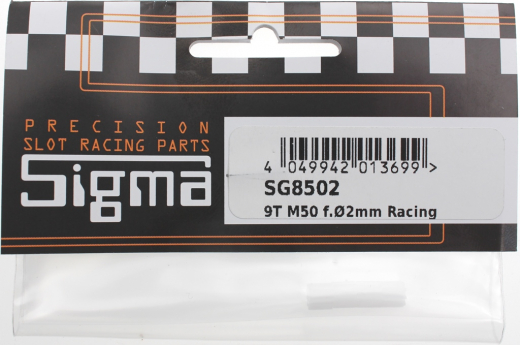 PRECISION
SLOT RACING PARTS
Sigma
4 049942 013699 >
SG8502
9T M50 f.Ø2mm Racing